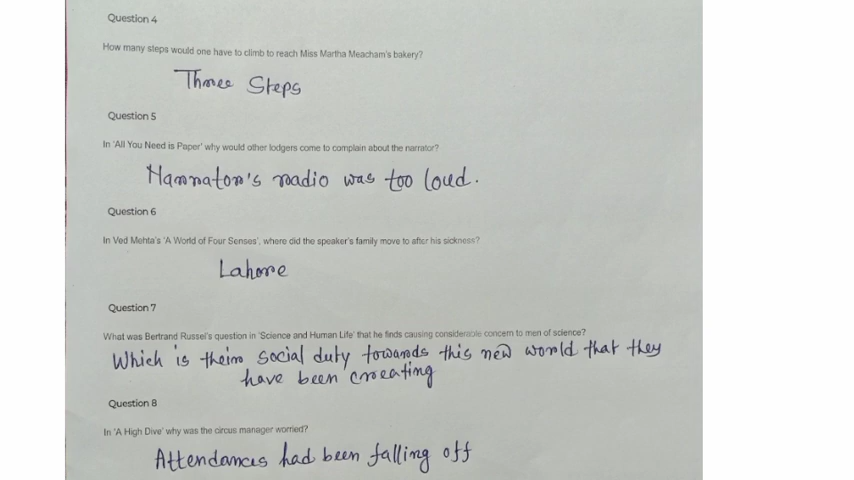 Question 4
How many steps would one have to climb to reach Miss Martha Meacham's bakery?
Three Steps
Question 5
In 'All You Need is Paper' why would other lodgers come to complain about the narrator?
Narrator's radio was too loud.
Question 6
In Ved Mehta's 'A World of Four Senses', where did the speaker's family move to after his sickness?
Lahore
Question 7
What was Bertrand Russel's question in 'Science and Human Life' that he finds causing considerable concern to men of science?
Which is their social duty towards this new world that they
have been creating
Question 8
In 'A High Dive' why was the circus manager worried?
Attendances had been falling off